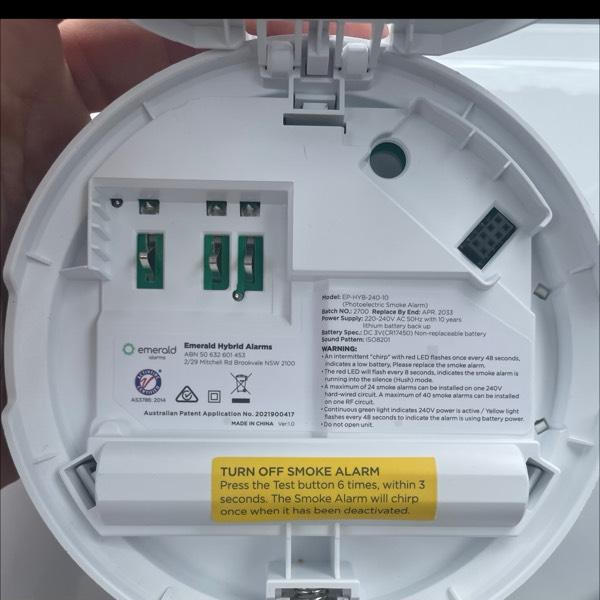 Model: EP-HYB-240-10
(Photoelectric Smoke Alarm)
Batch NO.: 2700 Replace By End: APR. 2033
Power Supply: 220-240V AC 50Hz with 10 years
lithium battery back up
Battery Spec.: DC 3V(CR17450) Non-replaceable battery
Sound Pattern: ISO8201
WARNING:
• An intermittent "chirp" with red LED flashes once every 48 seconds,
indicates a low battery, Please replace the smoke alarm.
• The red LED will flash every 8 seconds, indicates the smoke alarm is
running into the silence (Hush) mode.
• A maximum of 24 smoke alarms can be installed on one 240V
hard-wired circuit. A maximum of 40 smoke alarms can be installed
on one RF circuit.
• Continuous green light indicates 240V power is active / Yellow light
flashes every 48 seconds to indicate the alarm is using battery power.
• Do not open unit.
emerald
alarms
Emerald Hybrid Alarms
ABN 50 632 601 453
2/29 Mitchell Rd Brookvale NSW 2100
AS3786: 2014
Australian Patent Application No. 2021900417
MADE IN CHINA Ver1.0
TURN OFF SMOKE ALARM
Press the Test button 6 times, within 3
seconds. The Smoke Alarm will chirp
once when it has been deactivated.